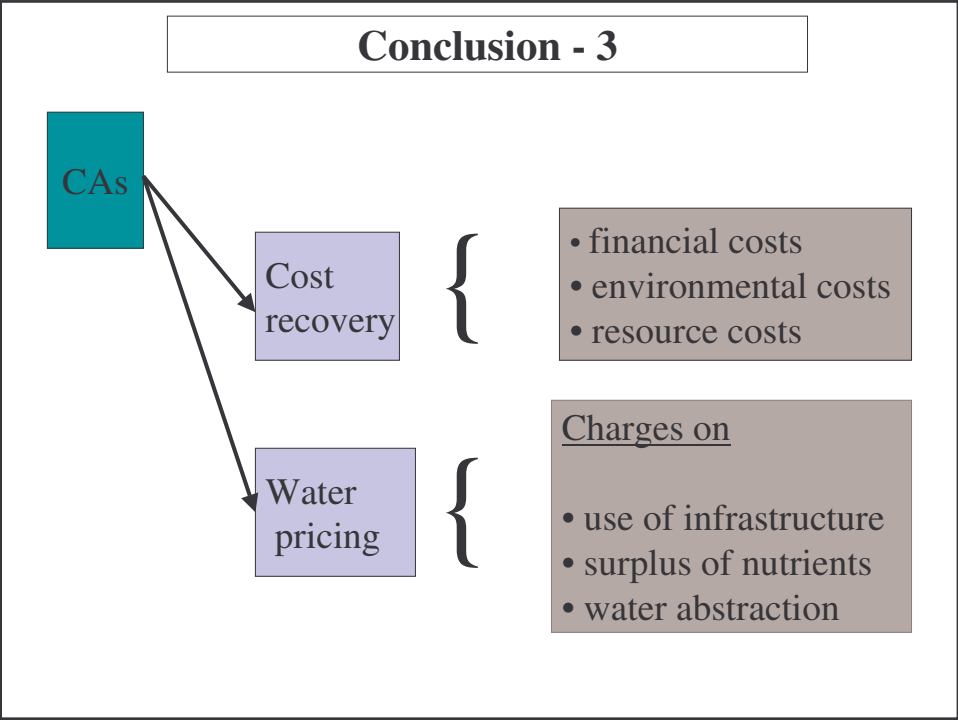 Conclusion - 3
CAs
Cost
recovery
{
• financial costs
• environmental costs
• resource costs
Water
pricing
{
Charges on
• use of infrastructure
• surplus of nutrients
• water abstraction